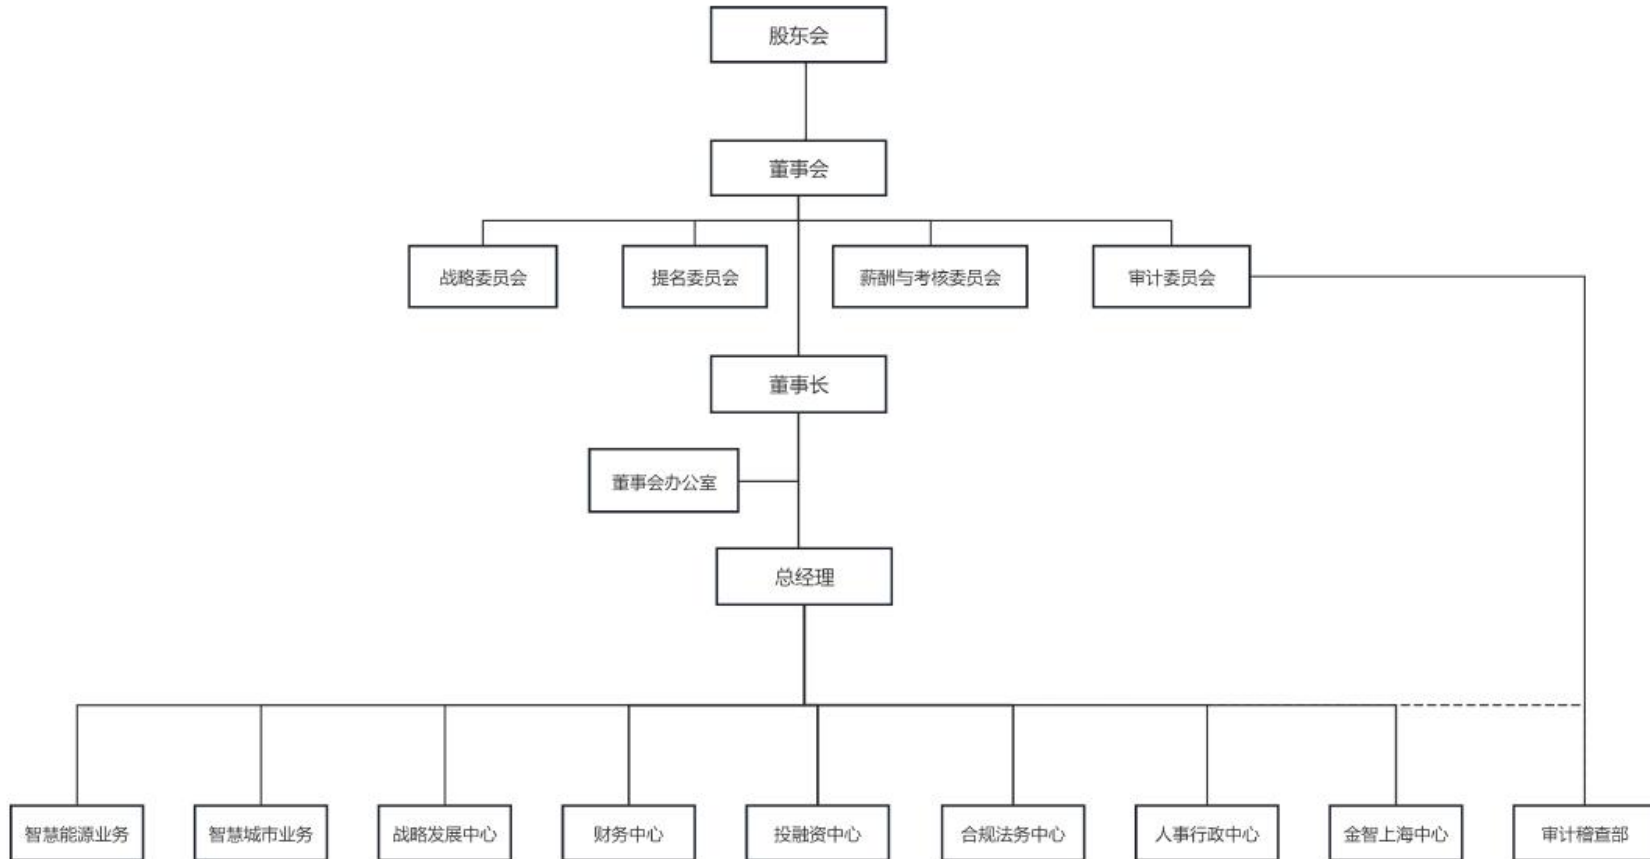 股东会
董事会
战略委员会
提名委员会
薪酬与考核委员会
审计委员会
董事长
董事会办公室
总经理
智慧能源业务
智慧城市业务
战略发展中心
财务中心
投融资中心
合规法务中心
人事行政中心
金智上海中心
审计稽查部